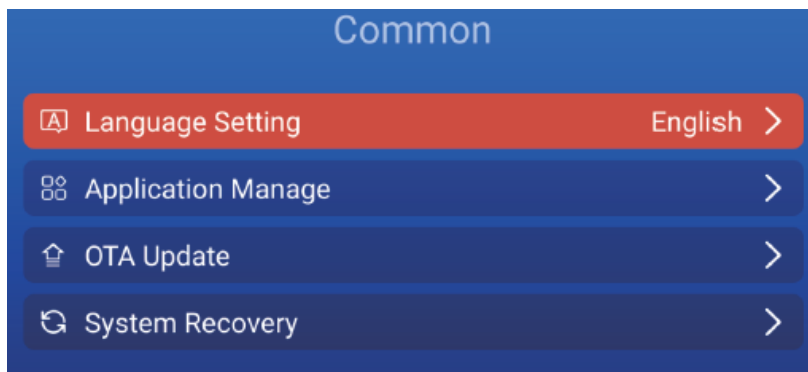 Common
Language Setting English
Application Manage
OTA Update
System Recovery